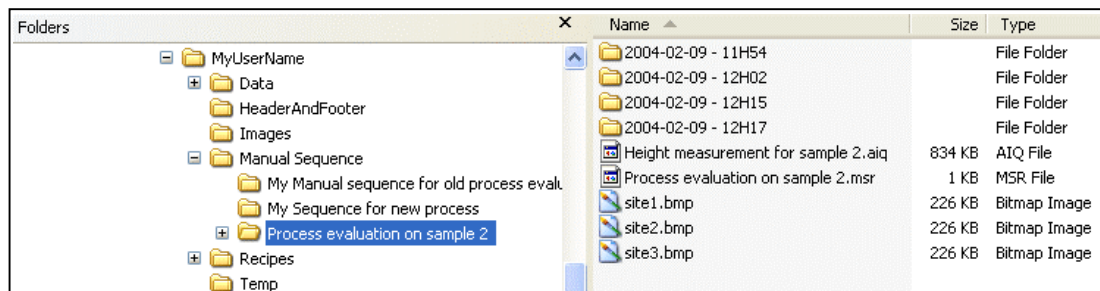 Folders
MyUserName
Data
HeaderAndFooter
Images
Manual Sequence
My Manual sequence for old process evalu
My Sequence for new process
Process evaluation on sample 2
Recipes
Temp
Name Size Type
2004-02-09 - 11H54 File Folder
2004-02-09 - 12H02 File Folder
2004-02-09 - 12H15 File Folder
2004-02-09 - 12H17 File Folder
Height measurement for sample 2.aiq 834 KB AIQ File
Process evaluation on sample 2.msr 1 KB MSR File
site1.bmp 226 KB Bitmap Image
site2.bmp 226 KB Bitmap Image
site3.bmp 226 KB Bitmap Image